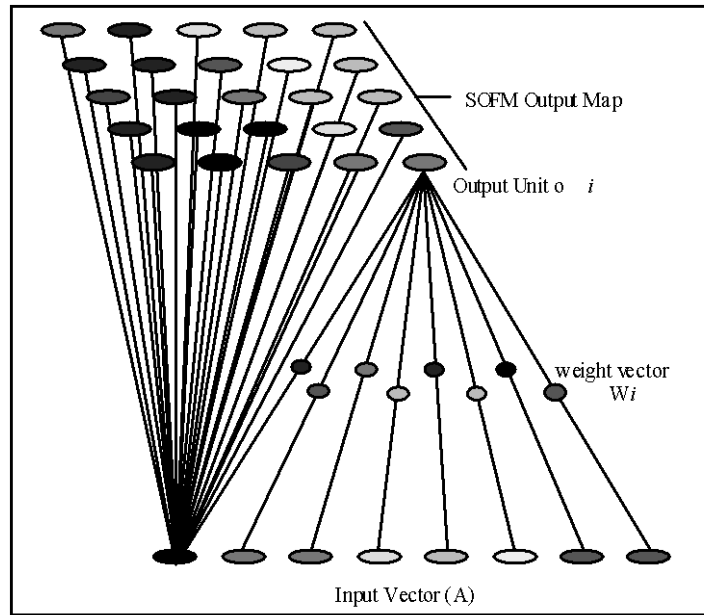 SOFM Output Map
Output Unit o i
weight vector
Wi
Input Vector (A)